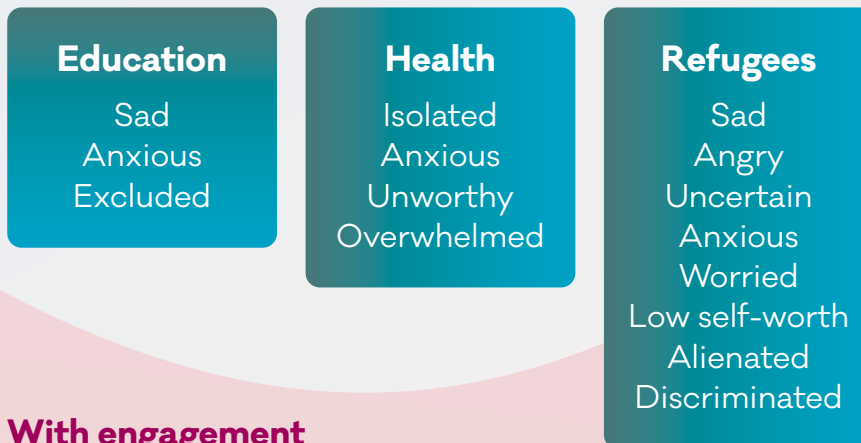 Education
Sad
Anxious
Excluded
Health
Isolated
Anxious
Unworthy
Overwhelmed
Refugees
Sad
Angry
Uncertain
Anxious
Worried
Low self-worth
Alienated
Discriminated
With engagement